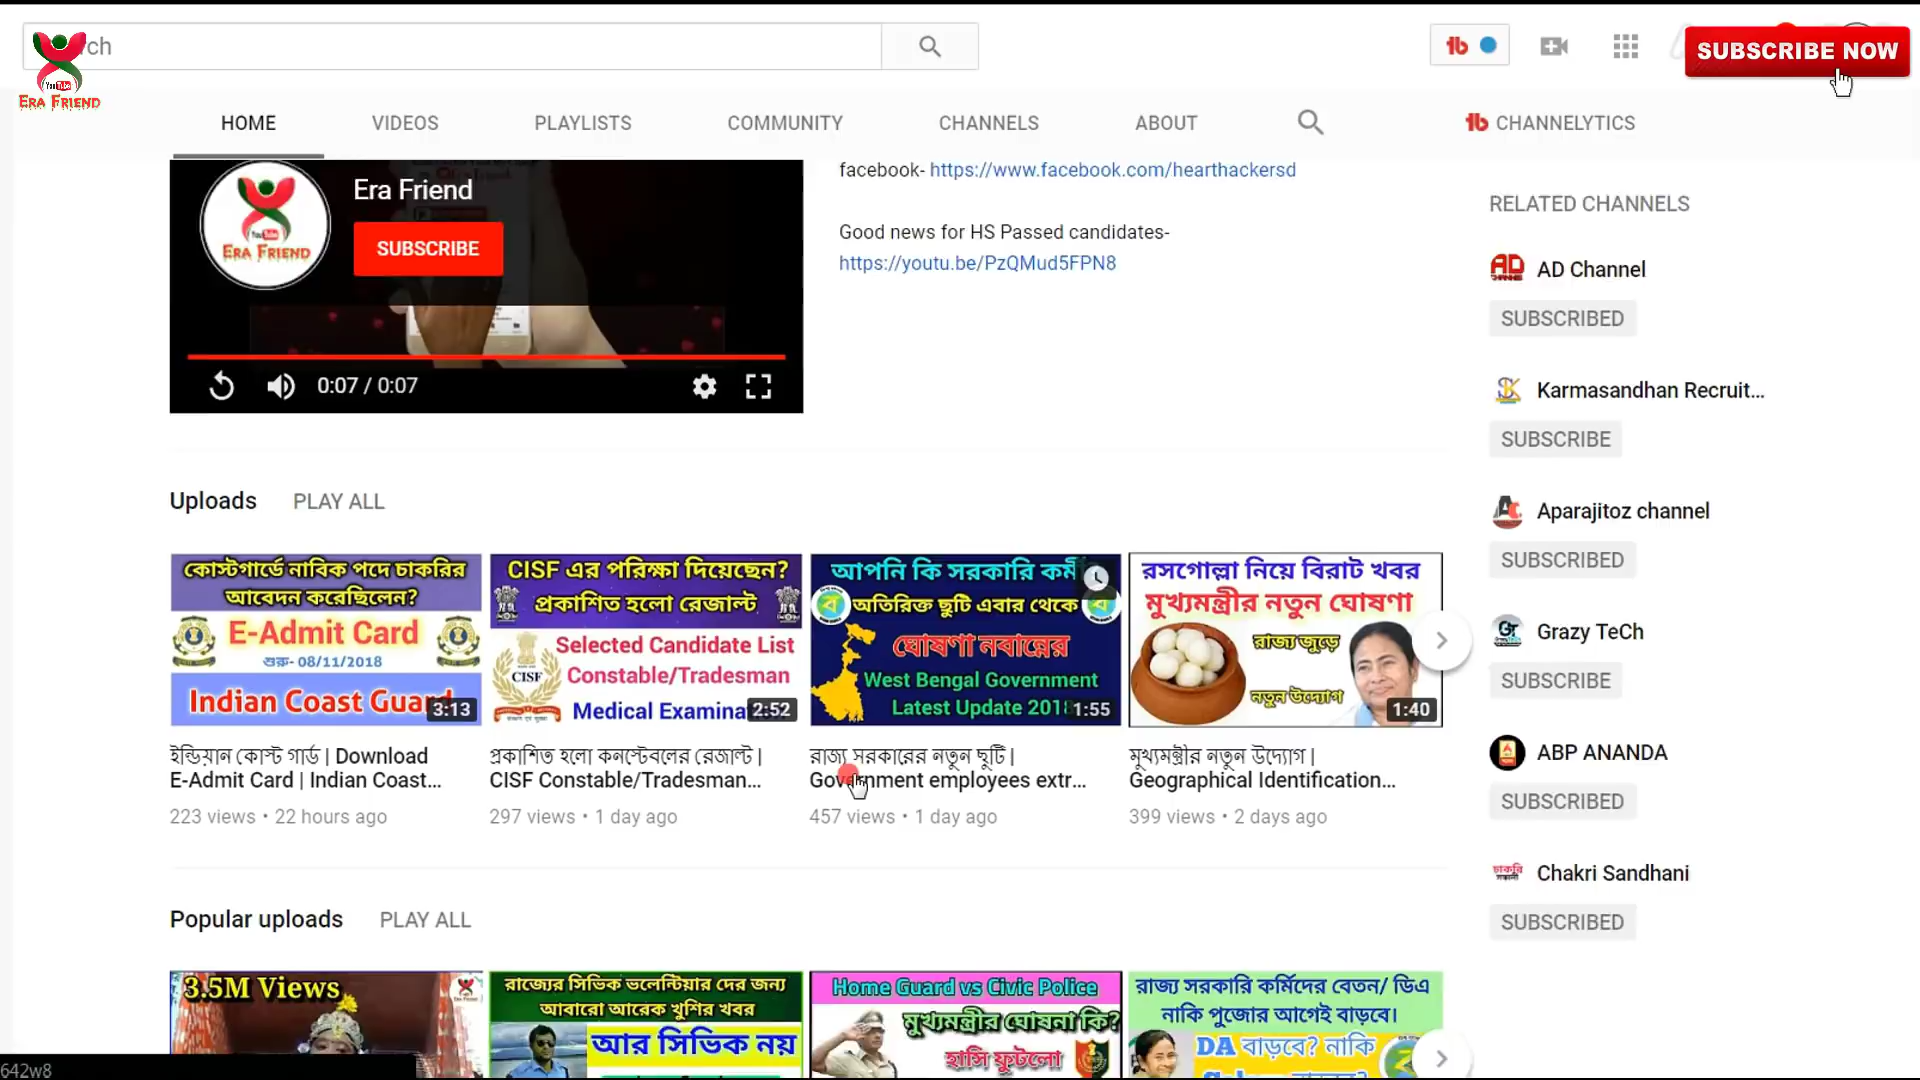 ch
SUBSCRIBE NOW
YouTube
ERA FRIEND
HOME
VIDEOS
PLAYLISTS
COMMUNITY
CHANNELS
ABOUT
CHANNELYTICS
Era Friend
SUBSCRIBE
YouTube
ERA FRIEND
0:07 / 0:07
facebook- https://www.facebook.com/hearthackersd
Good news for HS Passed candidates-
https://youtu.be/PzQMud5FPN8
RELATED CHANNELS
AD Channel
SUBSCRIBED
Karmasandhan Recruit...
SUBSCRIBE
Aparajitoz channel
SUBSCRIBED
Grazy TeCh
SUBSCRIBE
ABP ANANDA
SUBSCRIBED
Chakri Sandhani
SUBSCRIBED
Uploads
PLAY ALL
কোস্টগার্ডে নাবিক পদে চাকরির
আবেদন করেছিলেন?
E-Admit Card
শুরু- 08/11/2018
Indian Coast Guard
3:13
ইন্ডিয়ান কোস্ট গার্ড | Download
E-Admit Card | Indian Coast...
223 views • 22 hours ago
CISF এর পরিক্ষা দিয়েছেন?
প্রকাশিত হলো রেজাল্ট
Selected Candidate List
Constable/Tradesman
CISF
Medical Examina
2:52
প্রকাশিত হলো কনস্টেবলের রেজাল্ট |
CISF Constable/Tradesman...
297 views • 1 day ago
আপনি কি সরকারি কর্মী
অতিরিক্ত ছুটি এবার থেকে
ঘোষণা নবান্নের
West Bengal Government
Latest Update 2018
1:55
রাজ্য সরকারের নতুন ছুটি |
Government employees extr...
457 views • 1 day ago
রসগোল্লা নিয়ে বিরাট খবর
মুখ্যমন্ত্রীর নতুন ঘোষণা
রাজ্য জুড়ে
নতুন উদ্যোগ
1:40
মুখ্যমন্ত্রীর নতুন উদ্যোগ |
Geographical Identification...
399 views • 2 days ago
Popular uploads
PLAY ALL
3.5M Views
রাজ্যের সিভিক ভলেন্টিয়ার দের জন্য
আবারো আরেক খুশির খবর
আর সিভিক নয়
Home Guard vs Civic Police
মুখ্যমন্ত্রীর ঘোষনা কি?
হাসি ফুটলো
রাজ্য সরকারি কর্মিদের বেতন/ ডিএ
নাকি পুজোর আগেই বাড়বে।
DA বাড়বে? নাকি
642w8